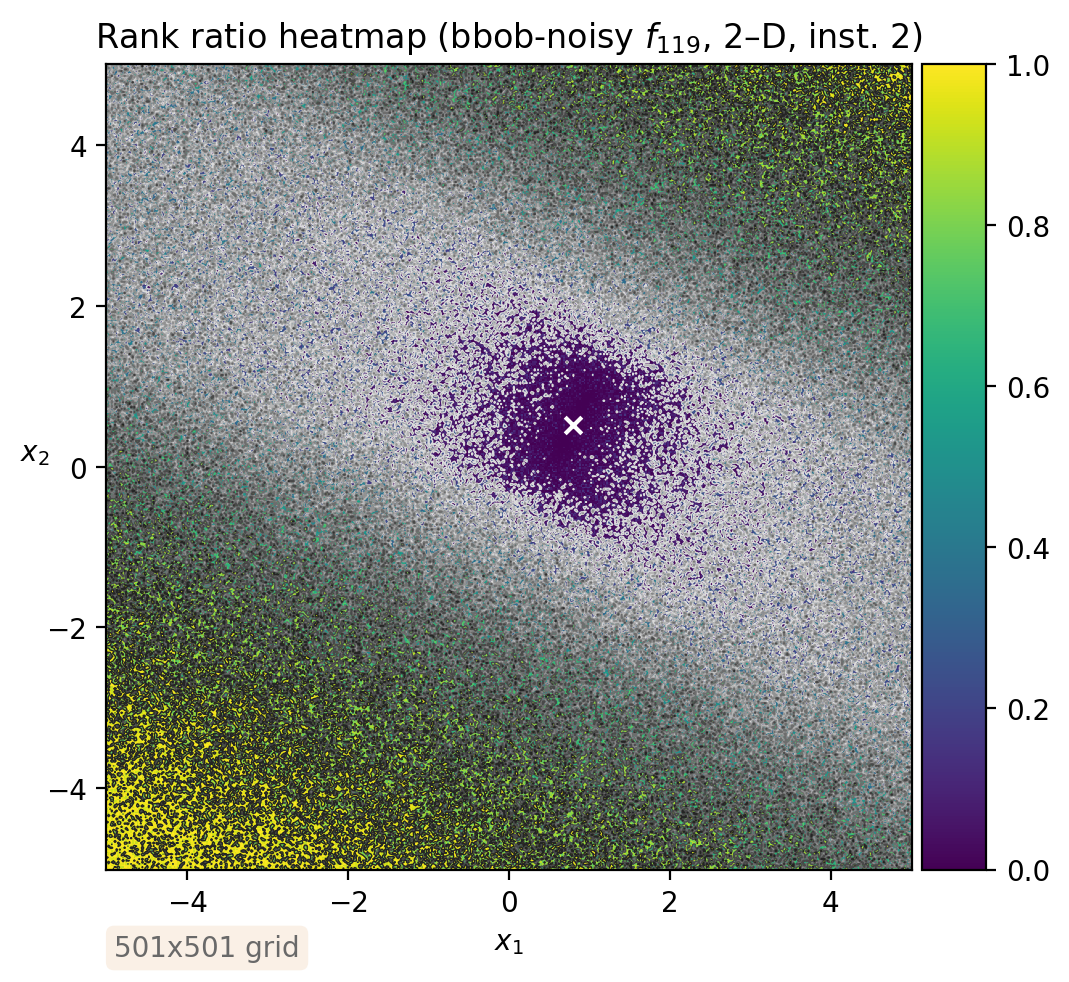 Rank ratio heatmap (bbob-noisy f₁₁₉, 2–D, inst. 2)
1.0
0.8
0.6
0.4
0.2
0.0
4
2
0
−2
−4
x₂
−4 −2 0 2 4
x₁
501x501 grid